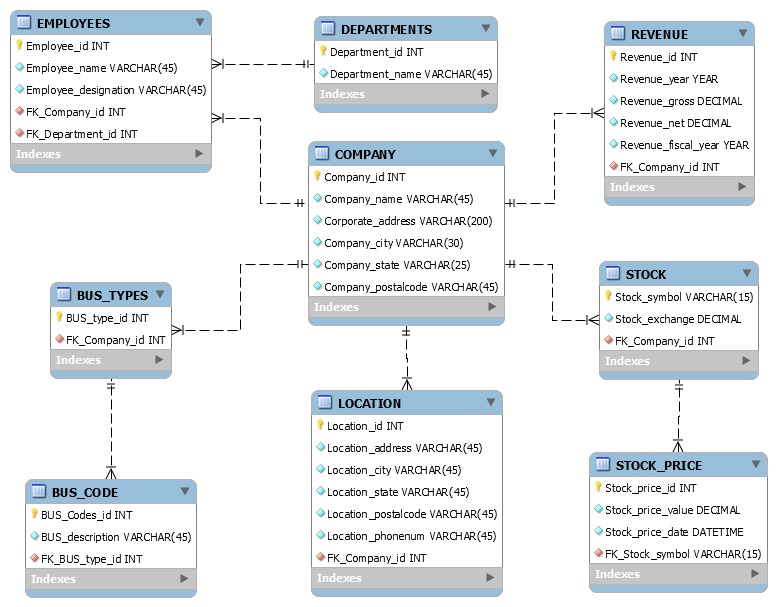 EMPLOYEES
Employee_id INT
Employee_name VARCHAR(45)
Employee_designation VARCHAR(45)
FK_Company_id INT
FK_Department_id INT
Indexes
DEPARTMENTS
Department_id INT
Department_name VARCHAR(45)
Indexes
REVENUE
Revenue_id INT
Revenue_year YEAR
Revenue_gross DECIMAL
Revenue_net DECIMAL
Revenue_fiscal_year YEAR
FK_Company_id INT
Indexes
COMPANY
Company_id INT
Company_name VARCHAR(45)
Corporate_address VARCHAR(200)
Company_city VARCHAR(30)
Company_state VARCHAR(25)
Company_postalcode VARCHAR(45)
Indexes
BUS_TYPES
BUS_type_id INT
FK_Company_id INT
Indexes
STOCK
Stock_symbol VARCHAR(15)
Stock_exchange DECIMAL
FK_Company_id INT
Indexes
BUS_CODE
BUS_Codes_id INT
BUS_description VARCHAR(45)
FK_BUS_type_id INT
Indexes
LOCATION
Location_id INT
Location_address VARCHAR(45)
Location_city VARCHAR(45)
Location_state VARCHAR(45)
Location_postalcode VARCHAR(45)
Location_phonenum VARCHAR(45)
FK_Company_id INT
Indexes
STOCK_PRICE
Stock_price_id INT
Stock_price_value DECIMAL
Stock_price_date DATETIME
FK_Stock_symbol VARCHAR(15)
Indexes